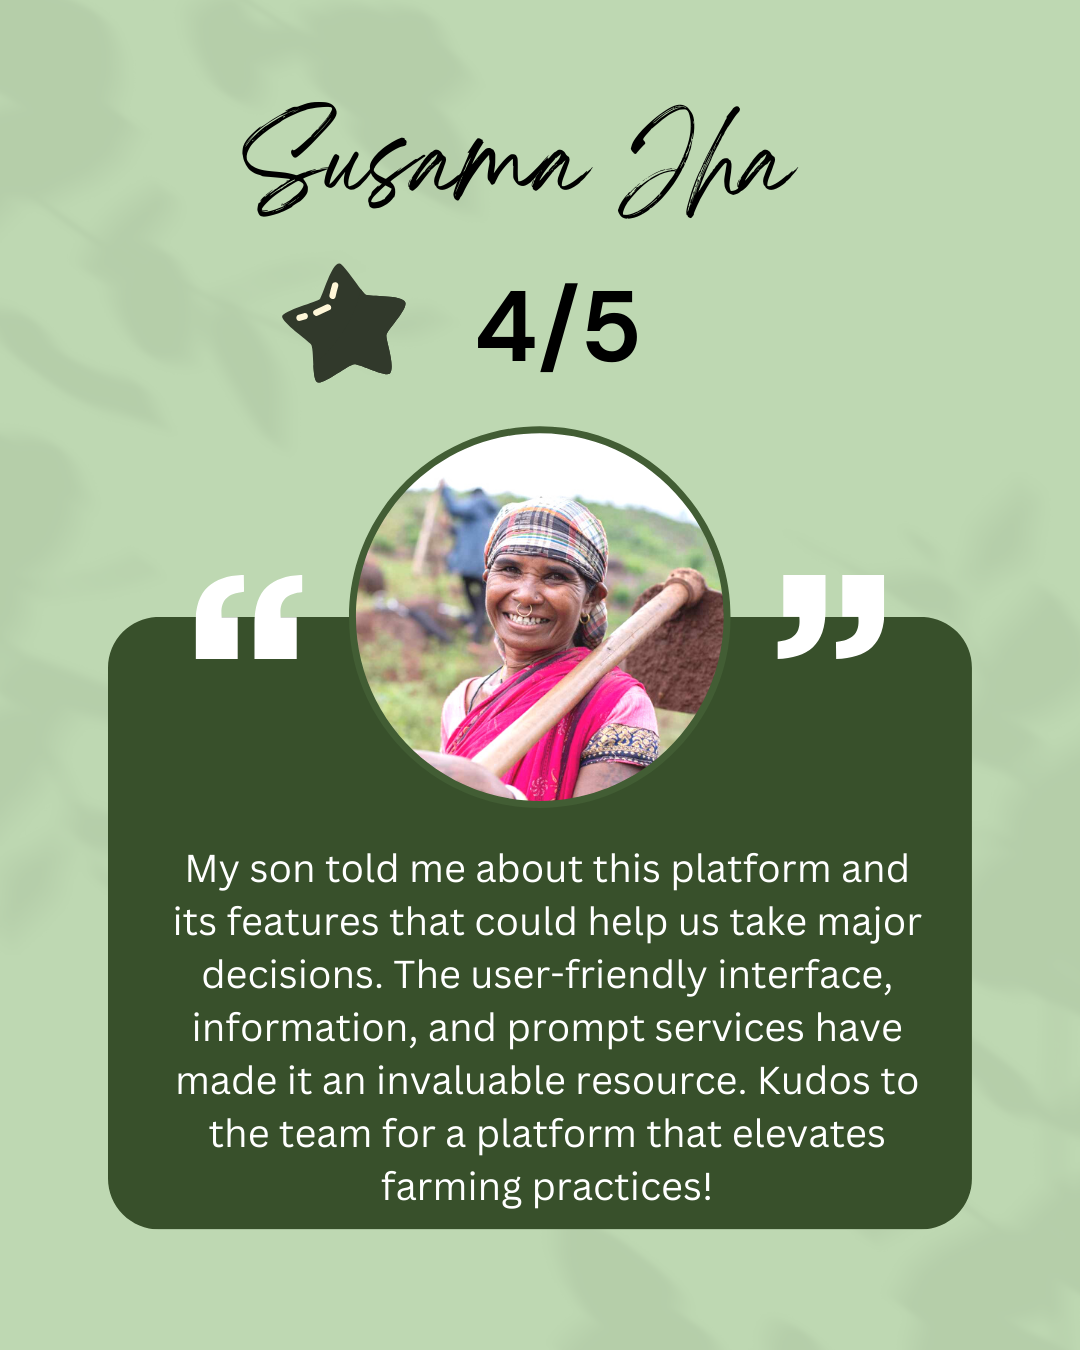 Susama Jha
4/5
“ ”
My son told me about this platform and
its features that could help us take major
decisions. The user-friendly interface,
information, and prompt services have
made it an invaluable resource. Kudos to
the team for a platform that elevates
farming practices!